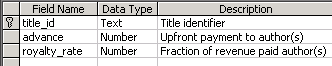 Field Name Data Type Description
title_id Text Title identifier
advance Number Upfront payment to author(s)
royalty_rate Number Fraction of revenue paid author(s)